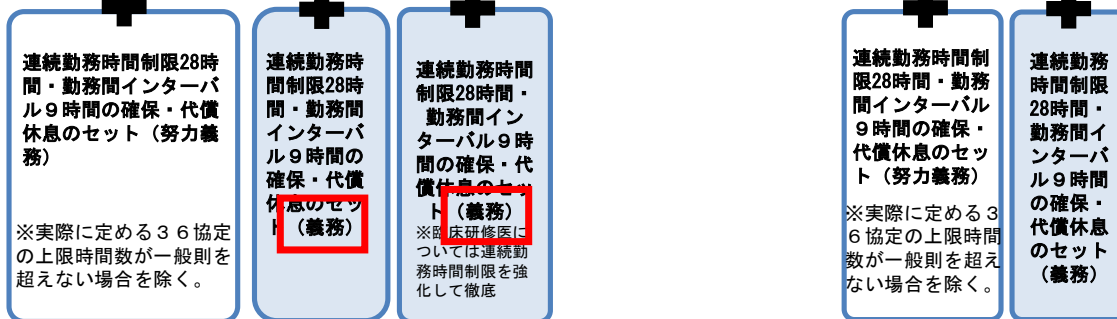 連続勤務時間制限28時
間・勤務間インターバ
ル９時間の確保・代償
休息のセット（努力義
務）
※実際に定める３６協定
の上限時間数が一般則を
超えない場合を除く。
連続勤務時
間制限28時
間・勤務間
インターバ
ル９時間の
確保・代償
休息のセッ
ト（義務）
連続勤務時間
制限28時間・
勤務間イン
ターバル９時
間の確保・代
償休息のセッ
ト（義務）
※臨床研修医に
ついては連続勤
務時間制限を強
化して徹底
連続勤務時間制
限28時間・勤務
間インターバル
９時間の確保・
代償休息のセッ
ト（努力義務）
※実際に定める３
６協定の上限時間
数が一般則を超え
ない場合を除く。
連続勤務
時間制限
28時間・
勤務間イ
ンターバ
ル９時間
の確保・
代償休息
のセット
（義務）